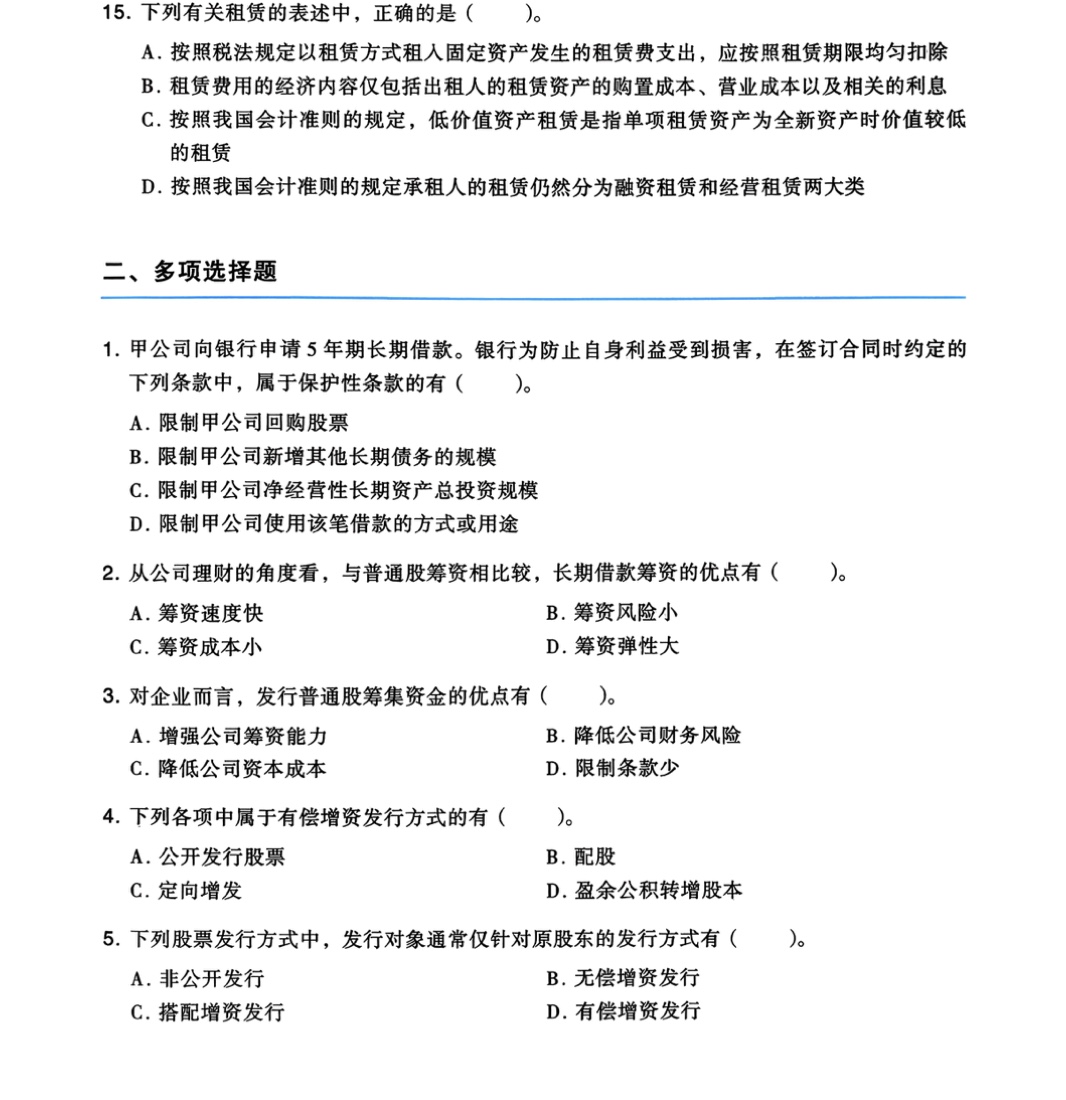 15. 下列有关租赁的表述中，正确的是（　　）。
A. 按照税法规定以租赁方式租入固定资产发生的租赁费支出，应按照租赁期限均匀扣除
B. 租赁费用的经济内容仅包括出租人的租赁资产的购置成本、营业成本以及相关的利息
C. 按照我国会计准则的规定，低价值资产租赁是指单项租赁资产为全新资产时价值较低
的租赁
D. 按照我国会计准则的规定承租人的租赁仍然分为融资租赁和经营租赁两大类
二、多项选择题
1. 甲公司向银行申请 5 年期长期借款。银行为防止自身利益受到损害，在签订合同时约定的
下列条款中，属于保护性条款的有（　　）。
A. 限制甲公司回购股票
B. 限制甲公司新增其他长期债务的规模
C. 限制甲公司净经营性长期资产总投资规模
D. 限制甲公司使用该笔借款的方式或用途
2. 从公司理财的角度看，与普通股筹资相比较，长期借款筹资的优点有（　　）。
A. 筹资速度快 B. 筹资风险小
C. 筹资成本小 D. 筹资弹性大
3. 对企业而言，发行普通股筹集资金的优点有（　　）。
A. 增强公司筹资能力 B. 降低公司财务风险
C. 降低公司资本成本 D. 限制条款少
4. 下列各项中属于有偿增资发行方式的有（　　）。
A. 公开发行股票 B. 配股
C. 定向增发 D. 盈余公积转增股本
5. 下列股票发行方式中，发行对象通常仅针对原股东的发行方式有（　　）。
A. 非公开发行 B. 无偿增资发行
C. 搭配增资发行 D. 有偿增资发行